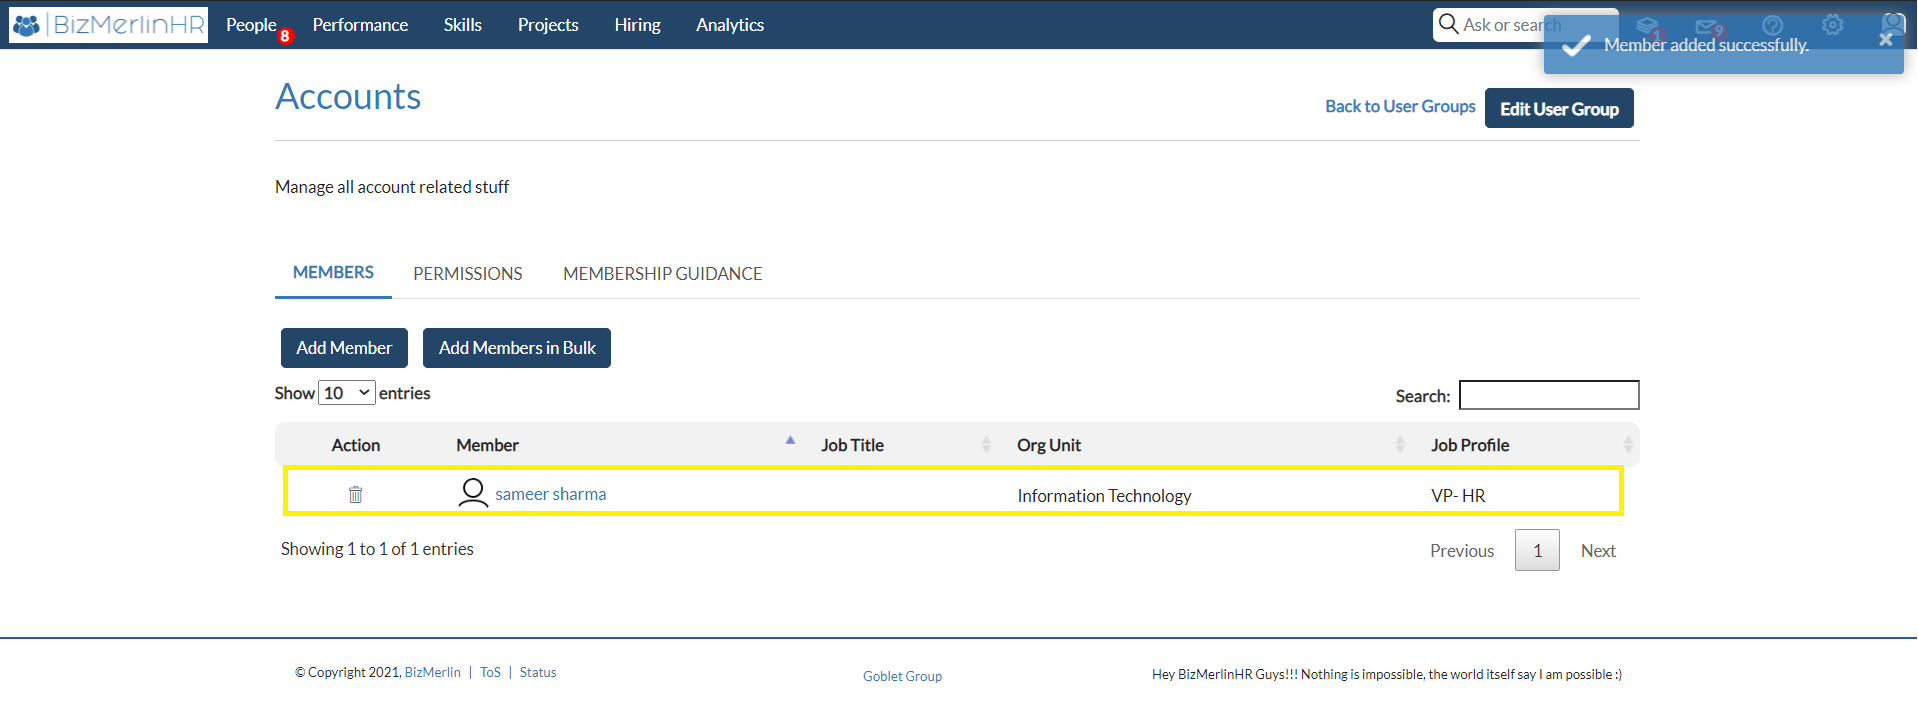 BizMerlinHR People 8 Performance Skills Projects Hiring Analytics Ask or search 1 9
Member added successfully.
Accounts
Back to User Groups Edit User Group
Manage all account related stuff
MEMBERS PERMISSIONS MEMBERSHIP GUIDANCE
Add Member Add Members in Bulk
Show 10 entries Search:
Action Member Job Title Org Unit Job Profile
sameer sharma Information Technology VP- HR
Showing 1 to 1 of 1 entries Previous 1 Next
© Copyright 2021, BizMerlin | ToS | Status Goblet Group Hey BizMerlinHR Guys!!! Nothing is impossible, the world itself say I am possible :)